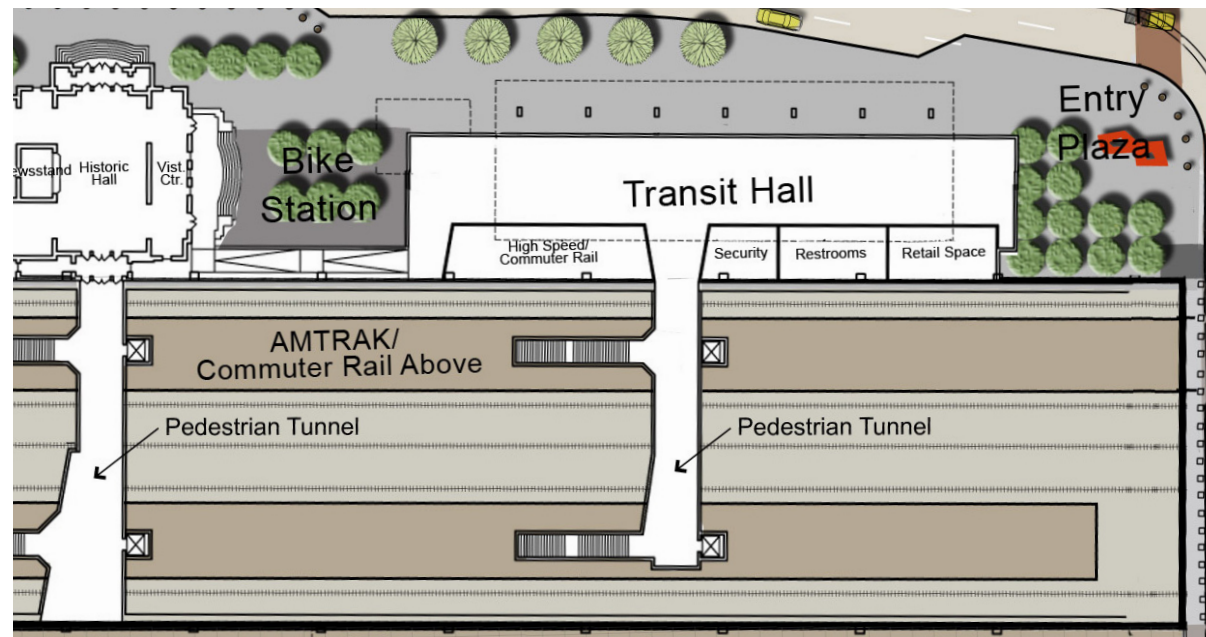 Entry
Plaza
Bike
Station
ewsstand
Historic
Hall
Vist.
Ctr.
Transit Hall
High Speed/
Commuter Rail
Security
Restrooms
Retail Space
AMTRAK/
Commuter Rail Above
Pedestrian Tunnel
Pedestrian Tunnel